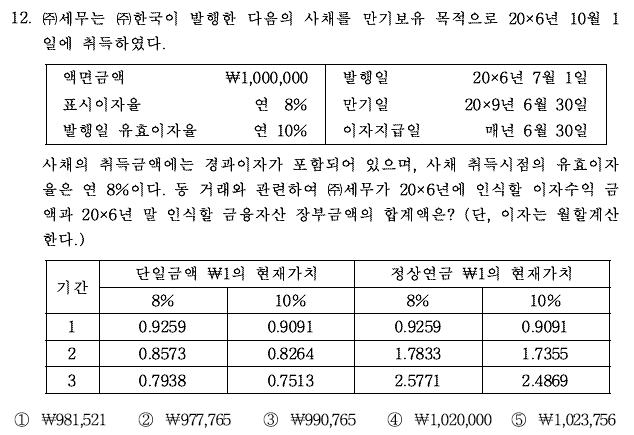 12. ㈜세무는 ㈜한국이 발행한 다음의 사채를 만기보유 목적으로 20×6년 10월 1
일에 취득하였다.
액면금액 ₩1,000,000 발행일 20×6년 7월 1일
표시이자율 연 8% 만기일 20×9년 6월 30일
발행일 유효이자율 연 10% 이자지급일 매년 6월 30일
사채의 취득금액에는 경과이자가 포함되어 있으며, 사채 취득시점의 유효이자
율은 연 8%이다. 동 거래와 관련하여 ㈜세무가 20×6년에 인식할 이자수익 금
액과 20×6년 말 인식할 금융자산 장부금액의 합계액은? (단, 이자는 월할계산
한다.)
기간 단일금액 ₩1의 현재가치 정상연금 ₩1의 현재가치
8% 10% 8% 10%
1 0.9259 0.9091 0.9259 0.9091
2 0.8573 0.8264 1.7833 1.7355
3 0.7938 0.7513 2.5771 2.4869
① ₩981,521 ② ₩977,765 ③ ₩990,765 ④ ₩1,020,000 ⑤ ₩1,023,756